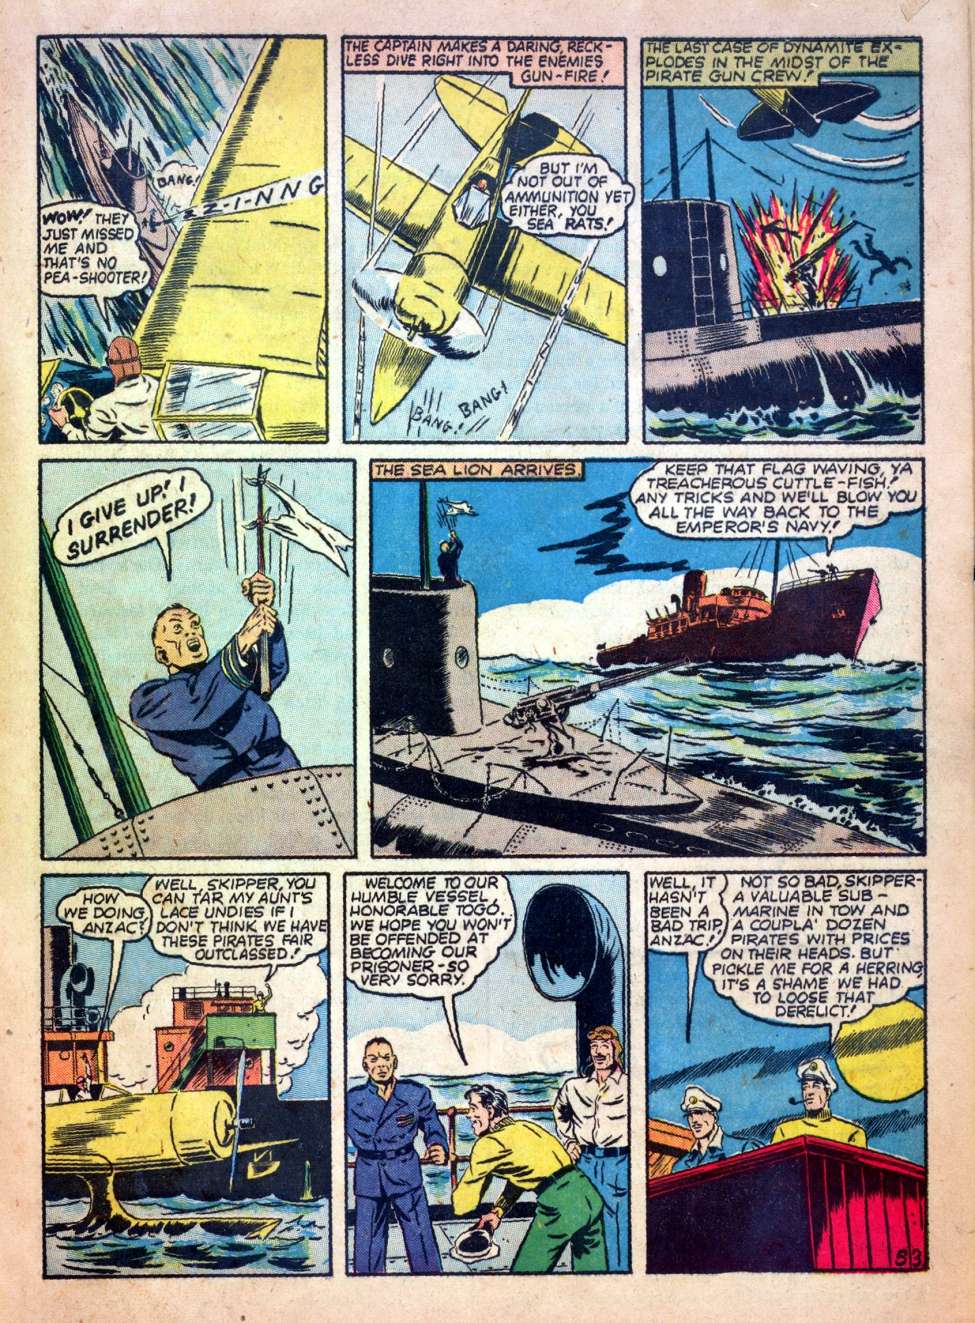 BANG!
ZZ-I-NNG
WOW! THEY
JUST MISSED
ME AND
THAT'S NO
PEA-SHOOTER!
THE CAPTAIN MAKES A DARING, RECK-
LESS DIVE RIGHT INTO THE ENEMIES
GUN-FIRE!
BUT I'M
NOT OUT OF
AMMUNITION YET
EITHER, YOU
SEA RATS!
BANG! BANG!
THE LAST CASE OF DYNAMITE EX-
PLODES IN THE MIDST OF THE
PIRATE GUN CREW!
I GIVE UP! I
SURRENDER!
THE SEA LION ARRIVES.
KEEP THAT FLAG WAVING, YA
TREACHEROUS CUTTLE-FISH!
ANY TRICKS AND WE'LL BLOW YOU
ALL THE WAY BACK TO THE
EMPEROR'S NAVY!
HOW
WE DOING
ANZAC?
WELL, SKIPPER, YOU
CAN TAR MY AUNT'S
LACE UNDIES IF I
DON'T THINK WE HAVE
THESE PIRATES FAIR
OUTCLASSED!
WELCOME TO OUR
HUMBLE VESSEL,
HONORABLE TOGO.
WE HOPE YOU WON'T
BE OFFENDED AT
BECOMING OUR
PRISONER-SO
VERY SORRY.
WELL, IT
HASN'T
BEEN A
BAD TRIP,
ANZAC!
NOT SO BAD, SKIPPER-
A VALUABLE SUB-
MARINE IN TOW AND
A COUPLA' DOZEN
PIRATES WITH PRICES
ON THEIR HEADS. BUT
PICKLE ME FOR A HERRING,
IT'S A SHAME WE HAD
TO LOOSE THAT
DERELICT!
53